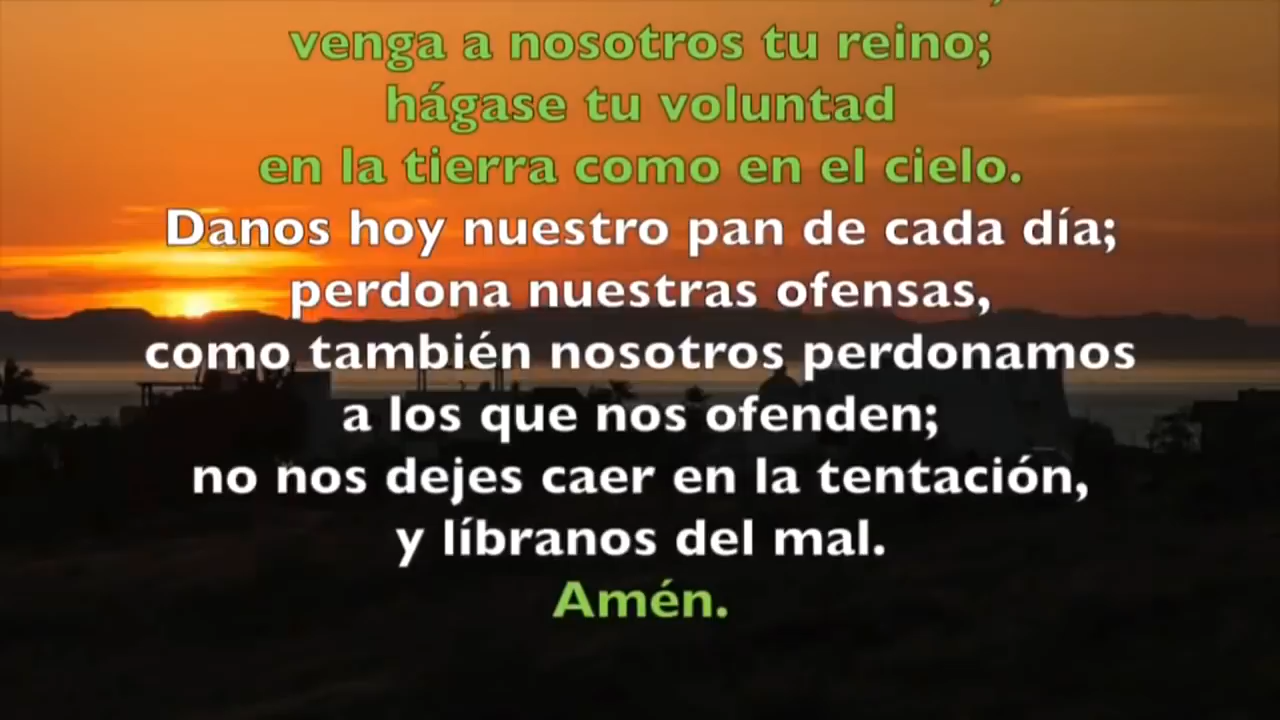 venga a nosotros tu reino;
hágase tu voluntad
en la tierra como en el cielo.
Danos hoy nuestro pan de cada día;
perdona nuestras ofensas,
como también nosotros perdonamos
a los que nos ofenden;
no nos dejes caer en la tentación,
y líbranos del mal.
Amén.